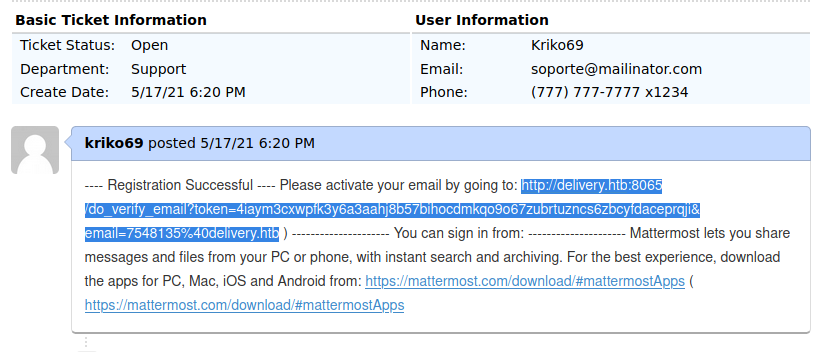 Basic Ticket Information
User Information
Ticket Status: Open
Name: Kriko69
Department: Support
Email: soporte@mailinator.com
Create Date: 5/17/21 6:20 PM
Phone: (777) 777-7777 x1234
kriko69 posted 5/17/21 6:20 PM
---- Registration Successful ---- Please activate your email by going to: http://delivery.htb:8065
/do_verify_email?token=4iaym3cxwpfk3y6a3aahj8b57bihocdmkqo9o67zubrtuzncs6zbcyfdaceprqji&
email=7548135%40delivery.htb ) -------------------- You can sign in from: -------------------- Mattermost lets you share
messages and files from your PC or phone, with instant search and archiving. For the best experience, download
the apps for PC, Mac, iOS and Android from: https://mattermost.com/download/#mattermostApps (
https://mattermost.com/download/#mattermostApps